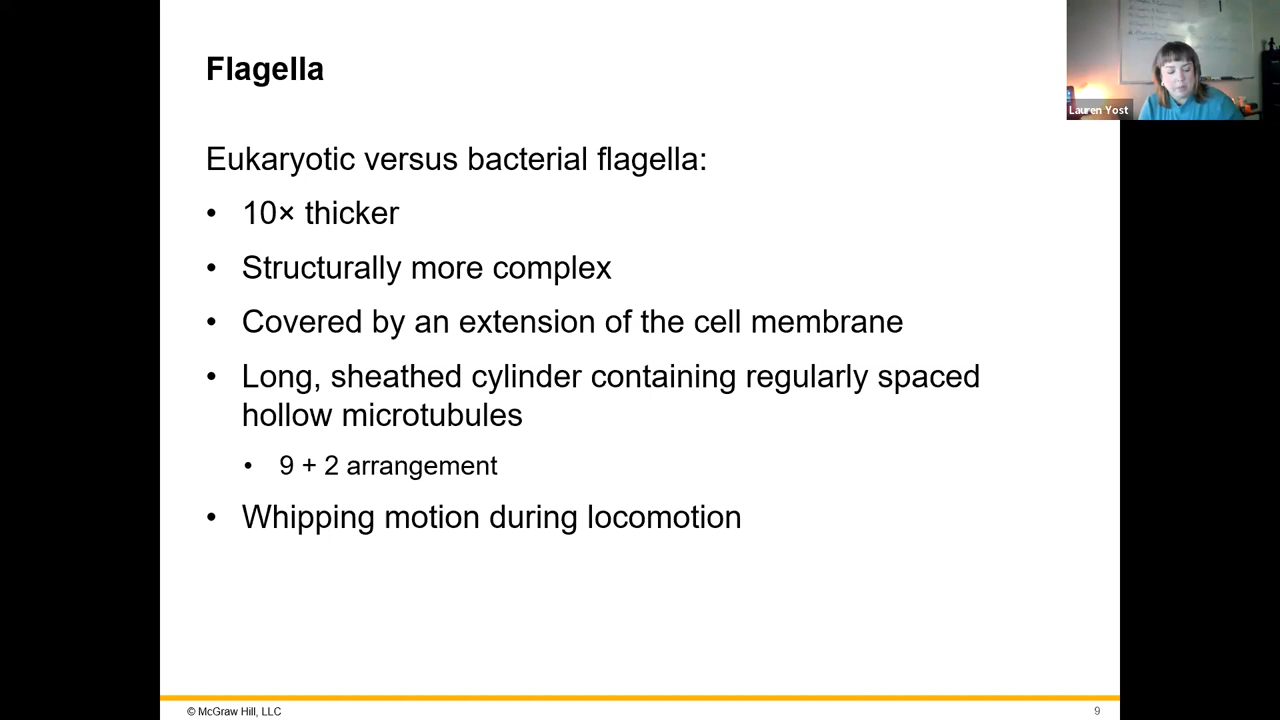 Flagella
Lauren Yost
Eukaryotic versus bacterial flagella:
• 10× thicker
• Structurally more complex
• Covered by an extension of the cell membrane
• Long, sheathed cylinder containing regularly spaced
hollow microtubules
• 9 + 2 arrangement
• Whipping motion during locomotion
© McGraw Hill, LLC
9